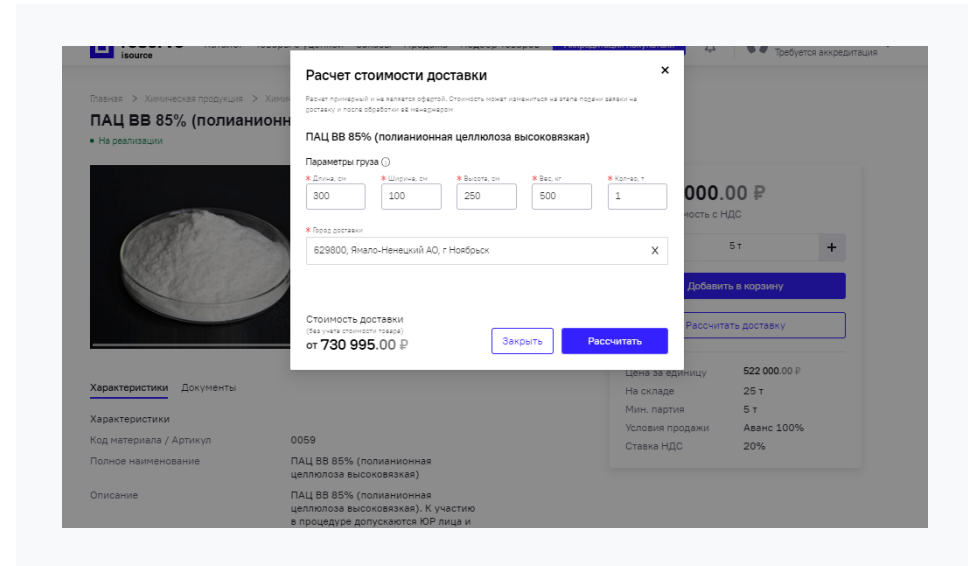 isource
Требуется аккредитация
Главная > Химическая продукция >
ПАЦ ВВ 85% (полианионн
• На реализации
Расчет стоимости доставки
Расчет примерный и не является офертой. Стоимость может измениться на этапе подачи заявки на
доставку и после обработки её менеджером
ПАЦ ВВ 85% (полианионная целлюлоза высоковязкая)
Параметры груза
* Длина, см * Ширина, см * Высота, см * Вес, кг * Кол-во, т
300 100 250 500 1
* Город доставки
629800, Ямало-Ненецкий АО, г Ноябрьск X
Стоимость доставки
(без учета стоимости товара)
от 730 995.00 ₽
Закрыть Рассчитать
000.00 ₽
с НДС
5 т +
Добавить в корзину
Рассчитать доставку
Цена за единицу 522 000.00 ₽
На складе 25 т
Мин. партия 5 т
Условия продажи Аванс 100%
Ставка НДС 20%
Характеристики Документы
Характеристики
Код материала / Артикул 0059
Полное наименование ПАЦ ВВ 85% (полианионная
целлюлоза высоковязкая)
Описание ПАЦ ВВ 85% (полианионная
целлюлоза высоковязкая). К участию
в процедуре допускаются ЮР лица и